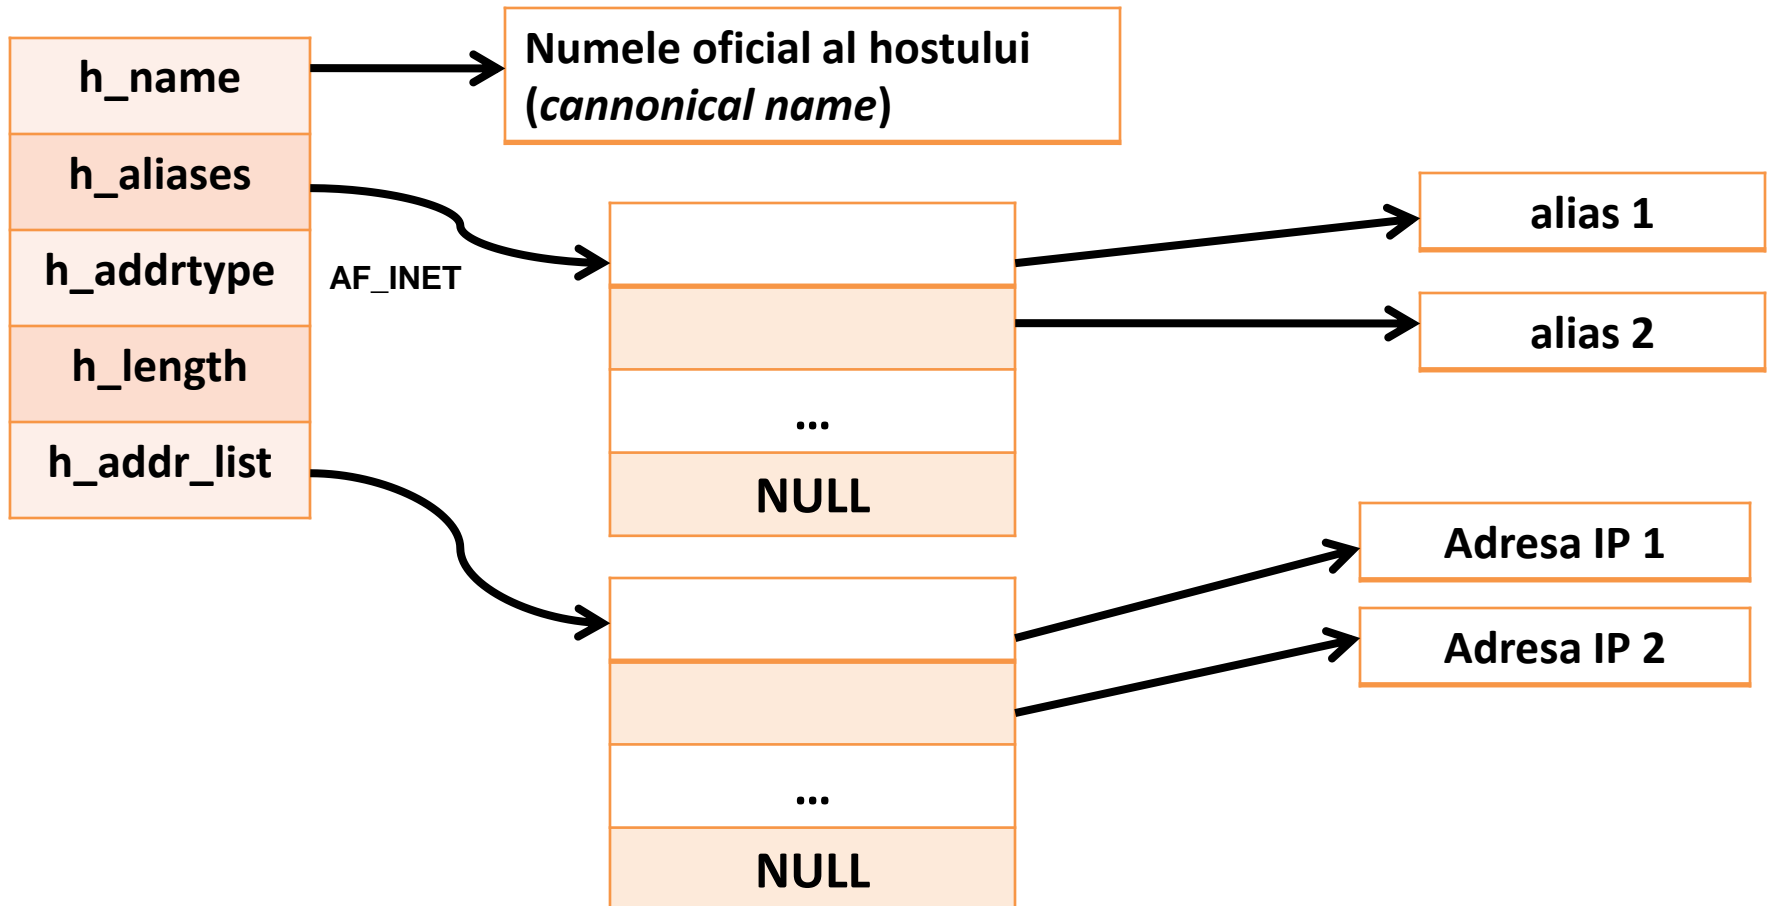 h_name
h_aliases
h_addrtype
h_length
h_addr_list
AF_INET
Numele oficial al hostului
(cannonical name)
...
NULL
alias 1
alias 2
...
NULL
Adresa IP 1
Adresa IP 2